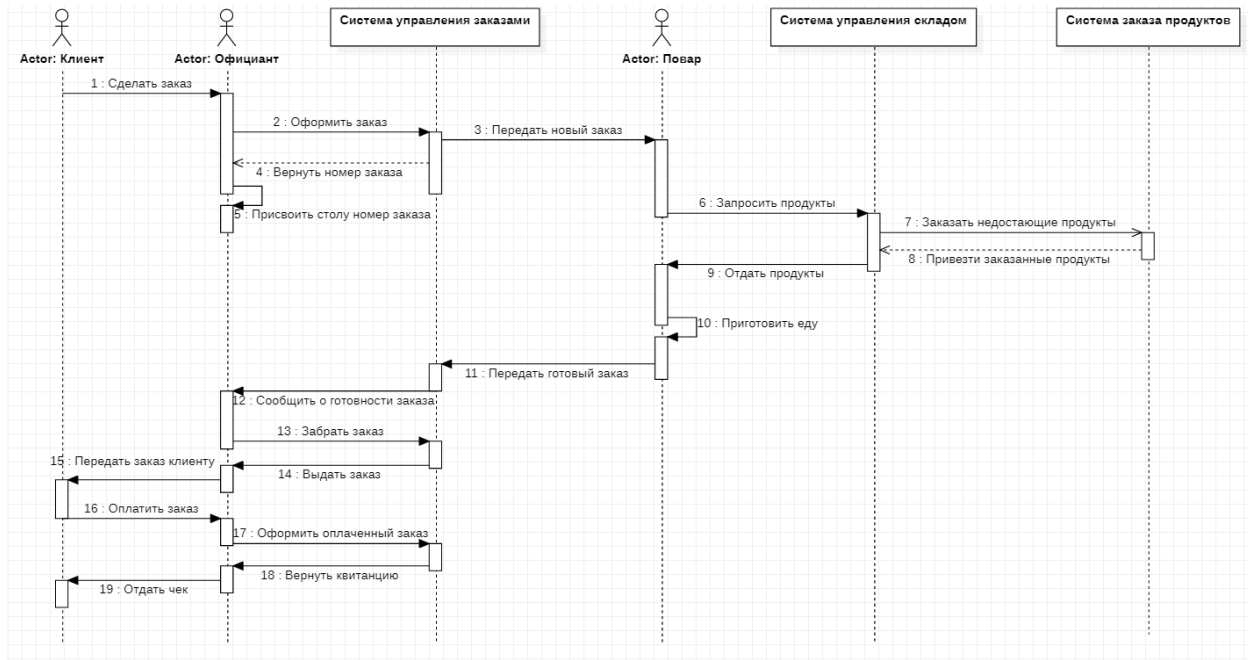 Система управления заказами
Система управления складом
Система заказа продуктов
Actor: Клиент
Actor: Официант
Actor: Повар
1 : Сделать заказ
2 : Оформить заказ
3 : Передать новый заказ
4 : Вернуть номер заказа
5 : Присвоить столу номер заказа
6 : Запросить продукты
7 : Заказать недостающие продукты
8 : Привезти заказанные продукты
9 : Отдать продукты
10 : Приготовить еду
11 : Передать готовый заказ
12 : Сообщить о готовности заказа
13 : Забрать заказ
14 : Выдать заказ
15 : Передать заказ клиенту
16 : Оплатить заказ
17 : Оформить оплаченный заказ
18 : Вернуть квитанцию
19 : Отдать чек